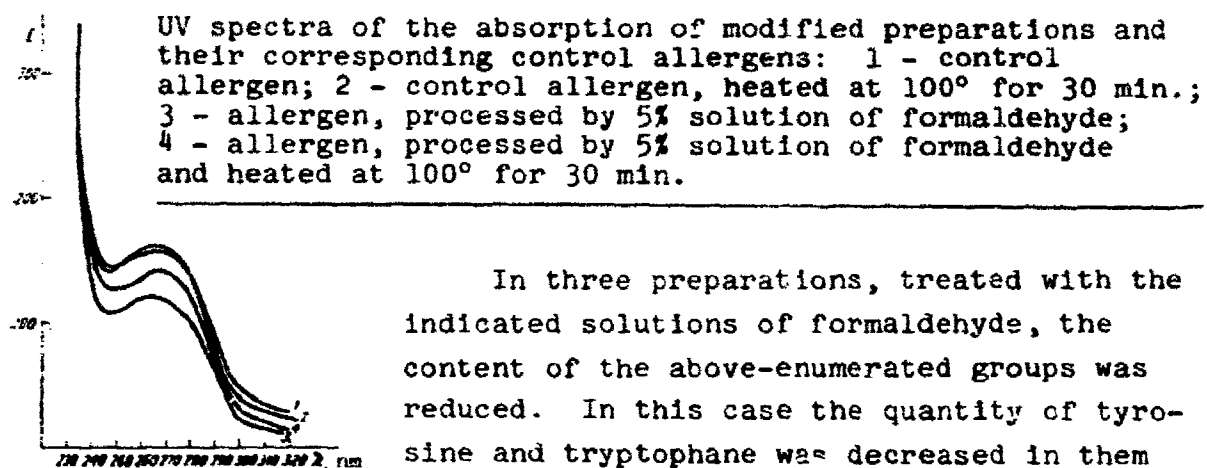 UV spectra of the absorption of modified preparations and
their corresponding control allergens: 1 - control
allergen; 2 - control allergen, heated at 100° for 30 min.;
3 - allergen, processed by 5% solution of formaldehyde;
4 - allergen, processed by 5% solution of formaldehyde
and heated at 100° for 30 min.
In three preparations, treated with the
indicated solutions of formaldehyde, the
content of the above-enumerated groups was
reduced. In this case the quantity of tyro-
sine and tryptophane was decreased in them
nm